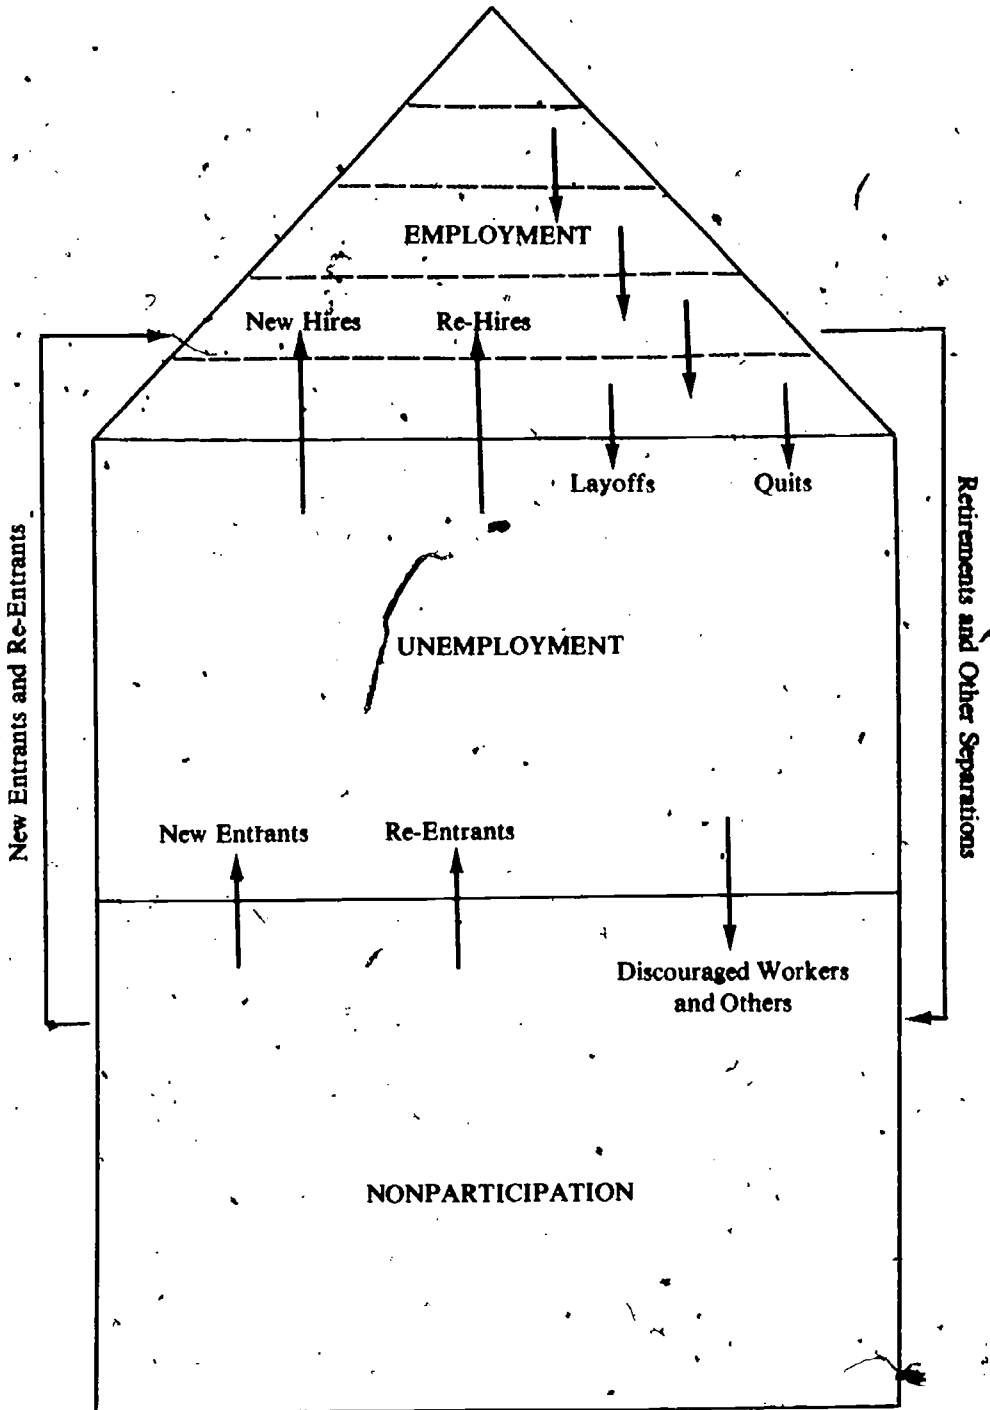 EMPLOYMENT
New Hires
Re-Hires
Layoffs
Quits
New Entrants and Re-Entrants
Retirements and Other Separations
UNEMPLOYMENT
New Entrants
Re-Entrants
Discouraged Workers
and Others
NONPARTICIPATION